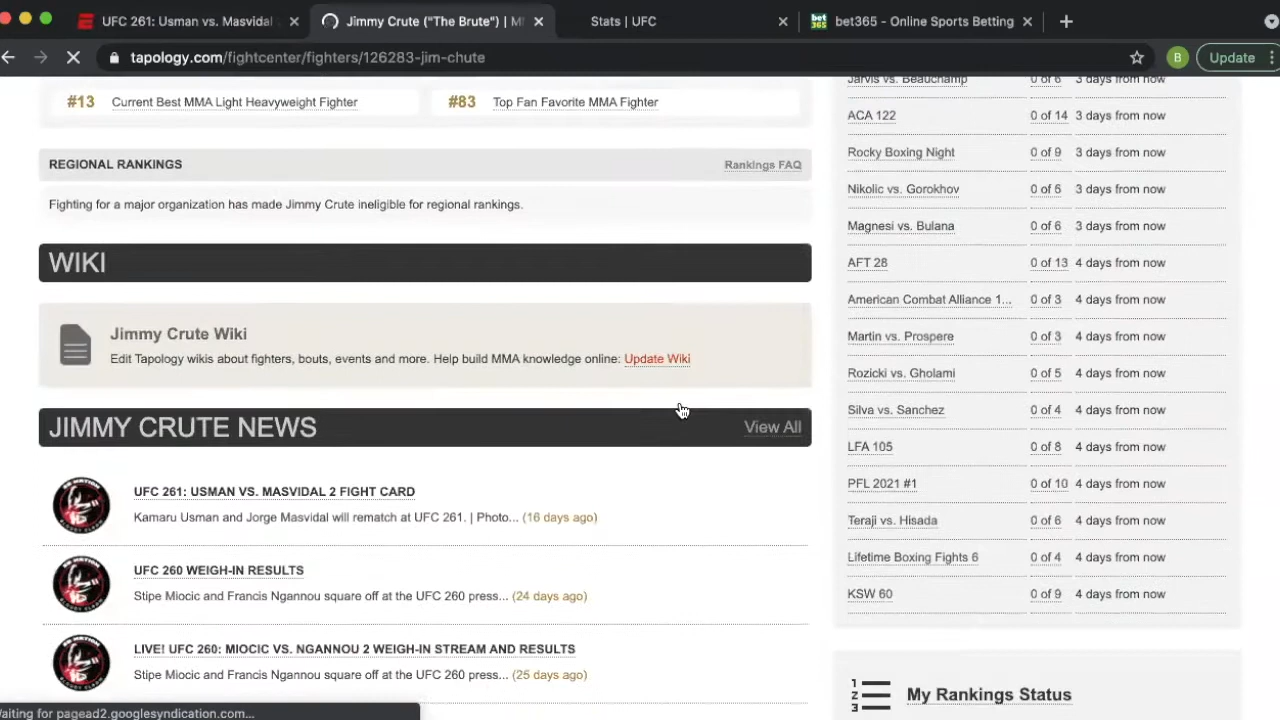 UFC 261: Usman vs. Masvidal
Jimmy Crute ("The Brute") | M
Stats | UFC
bet365 - Online Sports Betting
tapology.com/fightcenter/fighters/126283-jim-chute
B
Update
#13 Current Best MMA Light Heavyweight Fighter
#83 Top Fan Favorite MMA Fighter
REGIONAL RANKINGS
Rankings FAQ
Fighting for a major organization has made Jimmy Crute ineligible for regional rankings.
WIKI
Jimmy Crute Wiki
Edit Tapology wikis about fighters, bouts, events and more. Help build MMA knowledge online: Update Wiki
JIMMY CRUTE NEWS
View All
UFC 261: USMAN VS. MASVIDAL 2 FIGHT CARD
Kamaru Usman and Jorge Masvidal will rematch at UFC 261. | Photo... (16 days ago)
UFC 260 WEIGH-IN RESULTS
Stipe Miocic and Francis Ngannou square off at the UFC 260 press... (24 days ago)
LIVE! UFC 260: MIOCIC VS. NGANNOU 2 WEIGH-IN STREAM AND RESULTS
Stipe Miocic and Francis Ngannou square off at the UFC 260 press... (25 days ago)
Jarvis vs. Beauchamp 0 of 6 3 days from now
ACA 122 0 of 14 3 days from now
Rocky Boxing Night 0 of 9 3 days from now
Nikolic vs. Gorokhov 0 of 6 3 days from now
Magnesi vs. Bulana 0 of 6 3 days from now
AFT 28 0 of 13 4 days from now
American Combat Alliance 1... 0 of 3 4 days from now
Martin vs. Prospere 0 of 3 4 days from now
Rozicki vs. Gholami 0 of 5 4 days from now
Silva vs. Sanchez 0 of 4 4 days from now
LFA 105 0 of 8 4 days from now
PFL 2021 #1 0 of 10 4 days from now
Teraji vs. Hisada 0 of 6 4 days from now
Lifetime Boxing Fights 6 0 of 4 4 days from now
KSW 60 0 of 9 4 days from now
1
2
3
My Rankings Status
aiting for pagead2.googlesyndication.com...